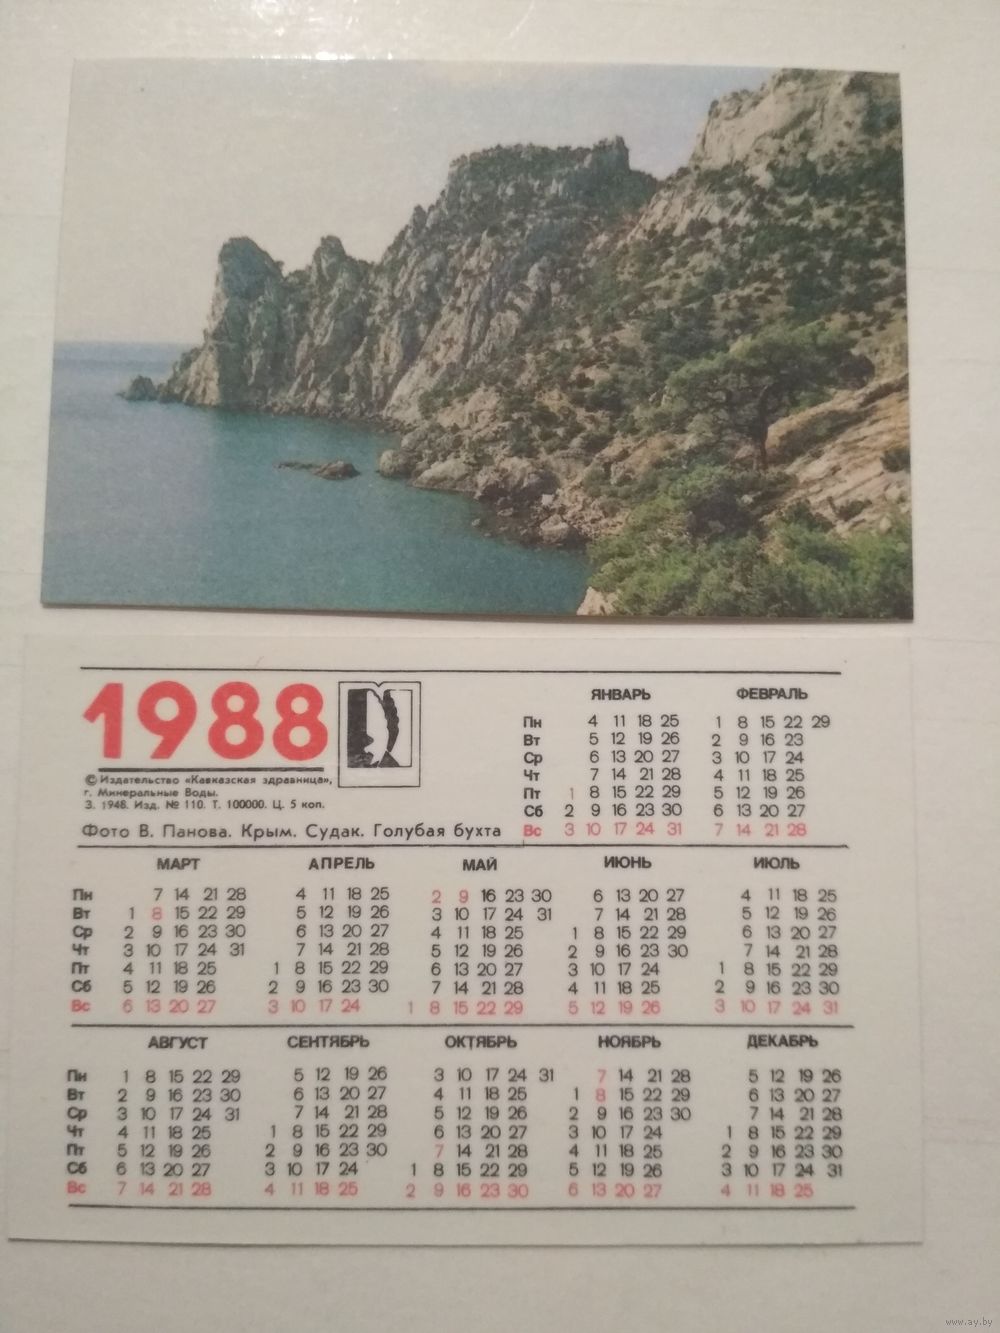 1988
© Издательство «Кавказская здравница»,
г. Минеральные Воды.
З. 1948. Изд. № 110. Т. 100000. Ц. 5 коп.
Фото В. Панова. Крым. Судак. Голубая бухта
ЯНВАРЬ ФЕВРАЛЬ
Пн 4 11 18 25 1 8 15 22 29
Вт 5 12 19 26 2 9 16 23
Ср 6 13 20 27 3 10 17 24
Чт 7 14 21 28 4 11 18 25
Пт 1 8 15 22 29 5 12 19 26
Сб 2 9 16 23 30 6 13 20 27
Вс 3 10 17 24 31 7 14 21 28
МАРТ АПРЕЛЬ МАЙ ИЮНЬ ИЮЛЬ
Пн 7 14 21 28 4 11 18 25 2 9 16 23 30 6 13 20 27 4 11 18 25
Вт 1 8 15 22 29 5 12 19 26 3 10 17 24 31 7 14 21 28 5 12 19 26
Ср 2 9 16 23 30 6 13 20 27 4 11 18 25 1 8 15 22 29 6 13 20 27
Чт 3 10 17 24 31 7 14 21 28 5 12 19 26 2 9 16 23 30 7 14 21 28
Пт 4 11 18 25 1 8 15 22 29 6 13 20 27 3 10 17 24 1 8 15 22 29
Сб 5 12 19 26 2 9 16 23 30 7 14 21 28 4 11 18 25 2 9 16 23 30
Вс 6 13 20 27 3 10 17 24 1 8 15 22 29 5 12 19 26 3 10 17 24 31
АВГУСТ СЕНТЯБРЬ ОКТЯБРЬ НОЯБРЬ ДЕКАБРЬ
Пн 1 8 15 22 29 5 12 19 26 3 10 17 24 31 7 14 21 28 5 12 19 26
Вт 2 9 16 23 30 6 13 20 27 4 11 18 25 1 8 15 22 29 6 13 20 27
Ср 3 10 17 24 31 7 14 21 28 5 12 19 26 2 9 16 23 30 7 14 21 28
Чт 4 11 18 25 1 8 15 22 29 6 13 20 27 3 10 17 24 1 8 15 22 29
Пт 5 12 19 26 2 9 16 23 30 7 14 21 28 4 11 18 25 2 9 16 23 30
Сб 6 13 20 27 3 10 17 24 1 8 15 22 29 5 12 19 26 3 10 17 24 31
Вс 7 14 21 28 4 11 18 25 2 9 16 23 30 6 13 20 27 4 11 18 25
www.ay.by